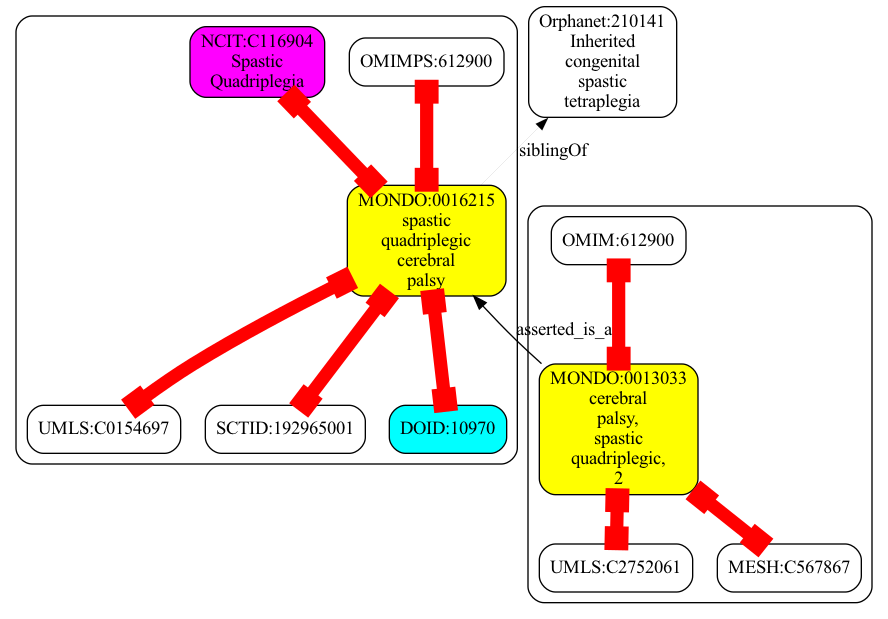 NCIT:C116904
Spastic
Quadriplegia
OMIMPS:612900
Orphanet:210141
Inherited
congenital
spastic
tetraplegia
siblingOf
MONDO:0016215
spastic
quadriplegic
cerebral
palsy
OMIM:612900
asserted_is_a
MONDO:0013033
cerebral
palsy,
spastic
quadriplegic,
2
UMLS:C0154697
SCTID:192965001
DOID:10970
UMLS:C2752061
MESH:C567867